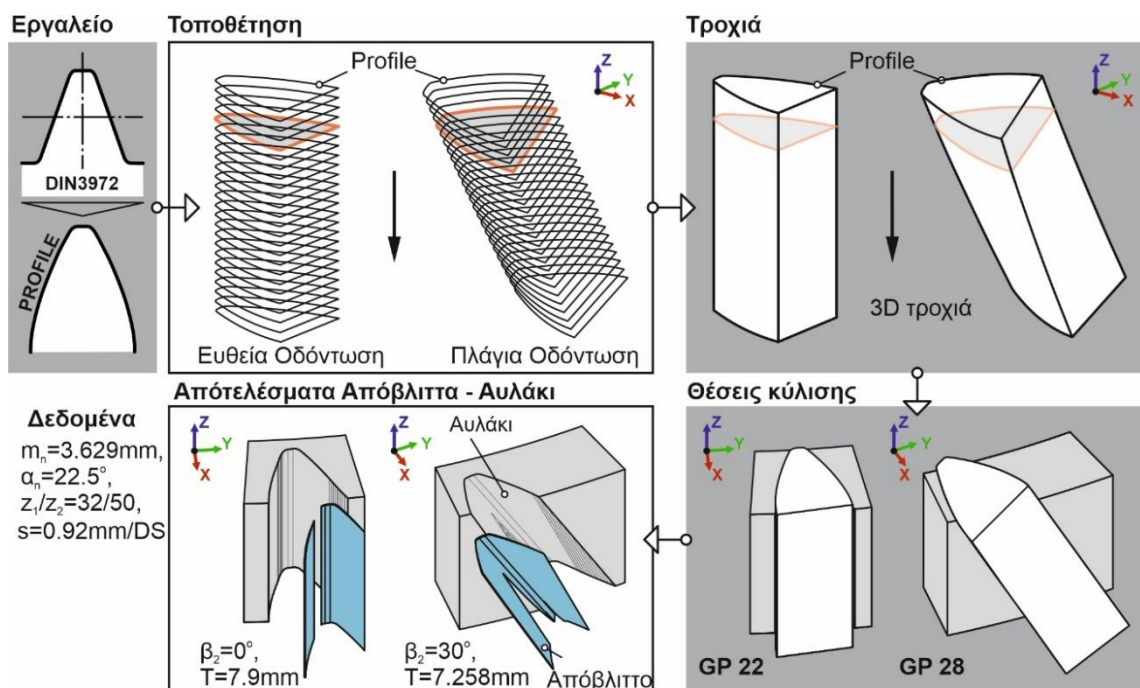 Εργαλείο
DIN3972
PROFILE
Τοποθέτηση
Profile
Z
Y
X
Ευθεία Οδόντωση
Πλάγια Οδόντωση
Τροχιά
Profile
Z
Y
X
3D τροχιά
Δεδομένα
mn=3.629mm,
αn=22.5°,
z1/z2=32/50,
s=0.92mm/DS
Απότελέσματα Απόβλιττα - Αυλάκι
Z
Y
X
Z
Y
X
Αυλάκι
β2=0°,
T=7.9mm
β2=30°,
T=7.258mm
Απόβλιττο
Θέσεις κύλισης
Z
Y
X
Z
Y
X
GP 22
GP 28